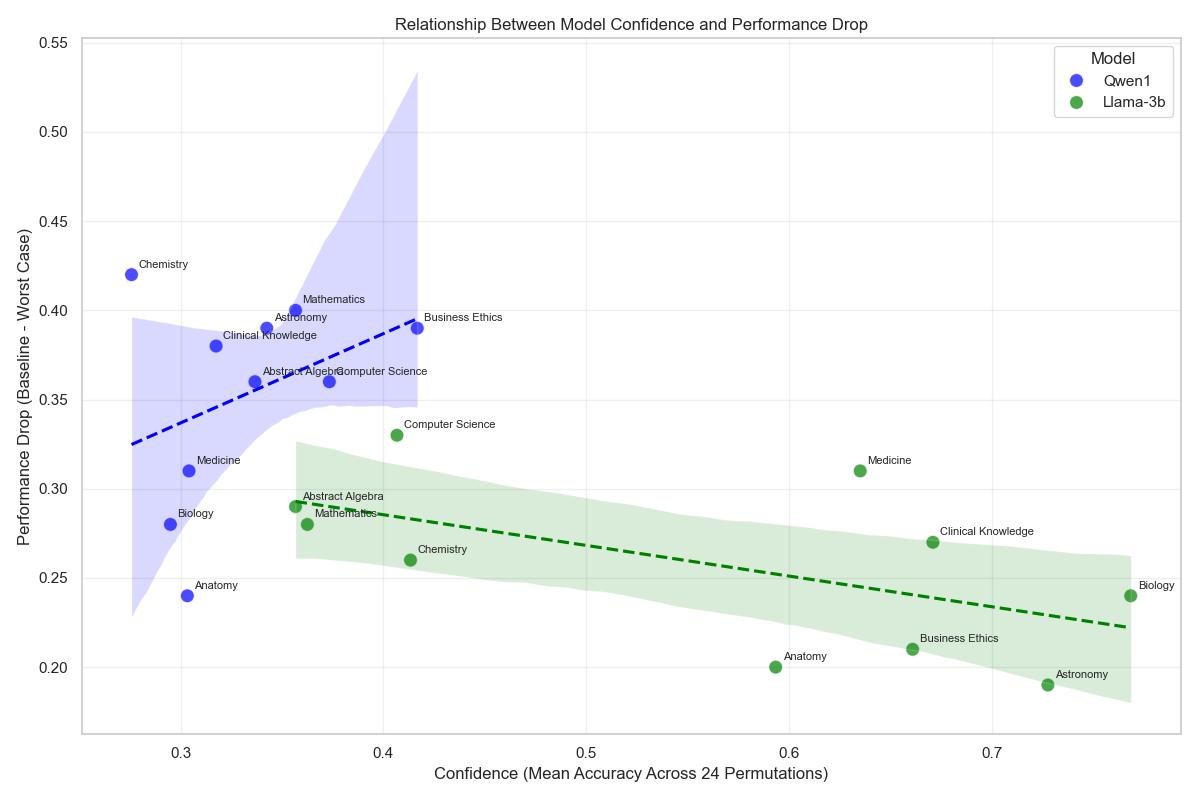 Relationship Between Model Confidence and Performance Drop
Model
Qwen1
Llama-3b
Performance Drop (Baseline - Worst Case)
0.55
0.50
0.45
0.40
0.35
0.30
0.25
0.20
Chemistry
Mathematics
Astronomy
Business Ethics
Clinical Knowledge
Abstract Algebra
Computer Science
Computer Science
Medicine
Medicine
Abstract Algebra
Biology
Mathematics
Clinical Knowledge
Chemistry
Anatomy
Biology
Business Ethics
Anatomy
Astronomy
0.3
0.4
0.5
0.6
0.7
Confidence (Mean Accuracy Across 24 Permutations)